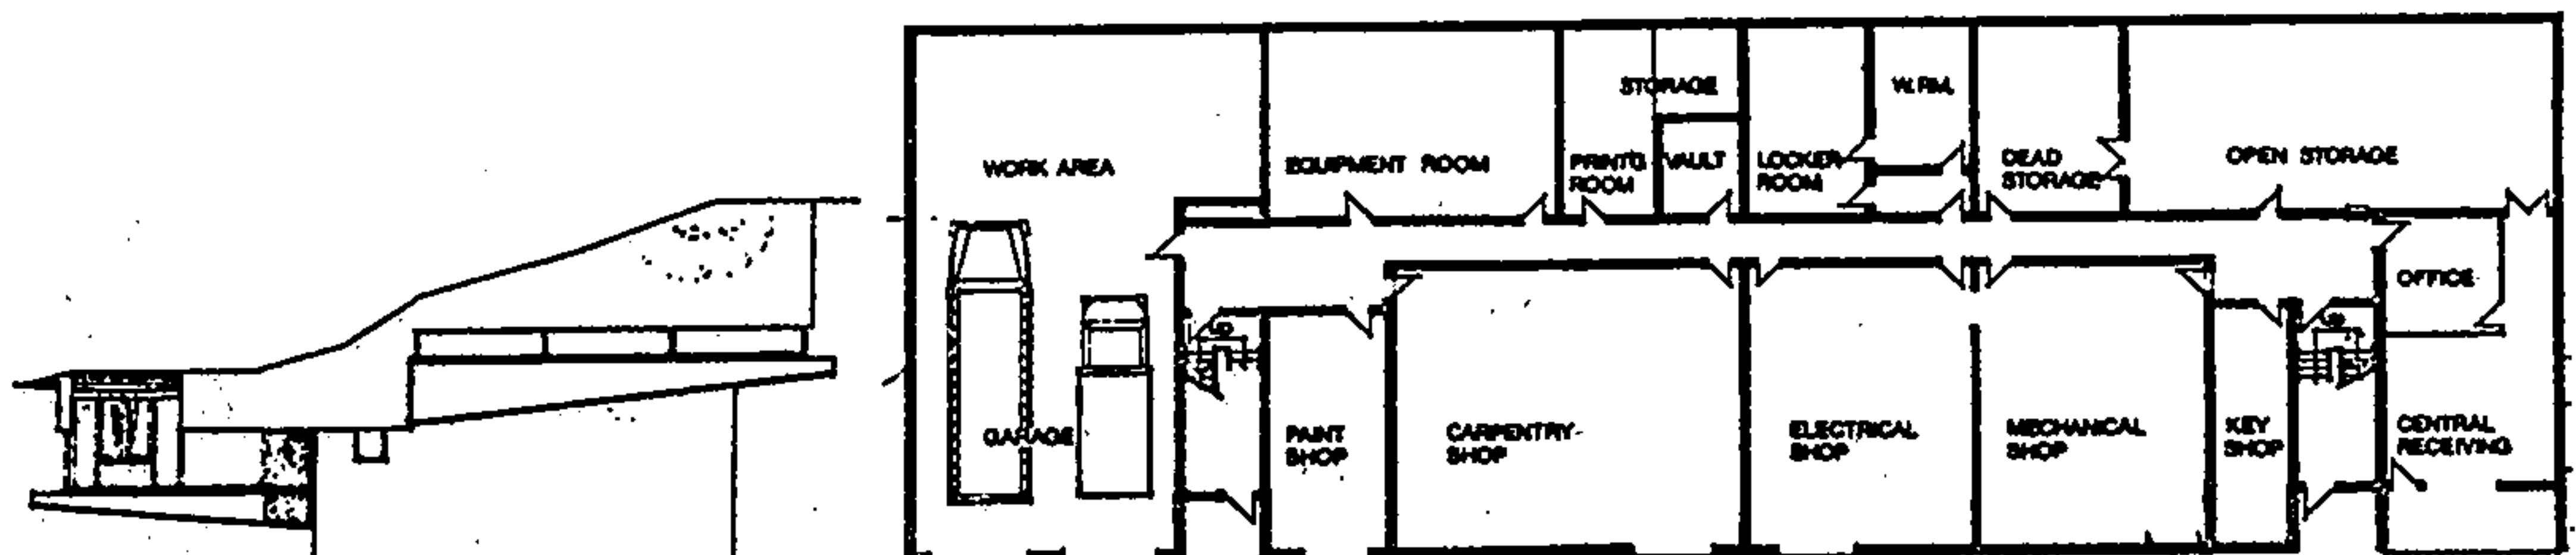 STORAGE
W.RM.
WORK AREA
EQUIPMENT ROOM
PRINT'G
ROOM
VAULT
LOCKER
ROOM
DEAD
STORAGE
OPEN STORAGE
OFFICE
GARAGE
PAINT
SHOP
CARPENTRY
SHOP
ELECTRICAL
SHOP
MECHANICAL
SHOP
KEY
SHOP
CENTRAL
RECEIVING